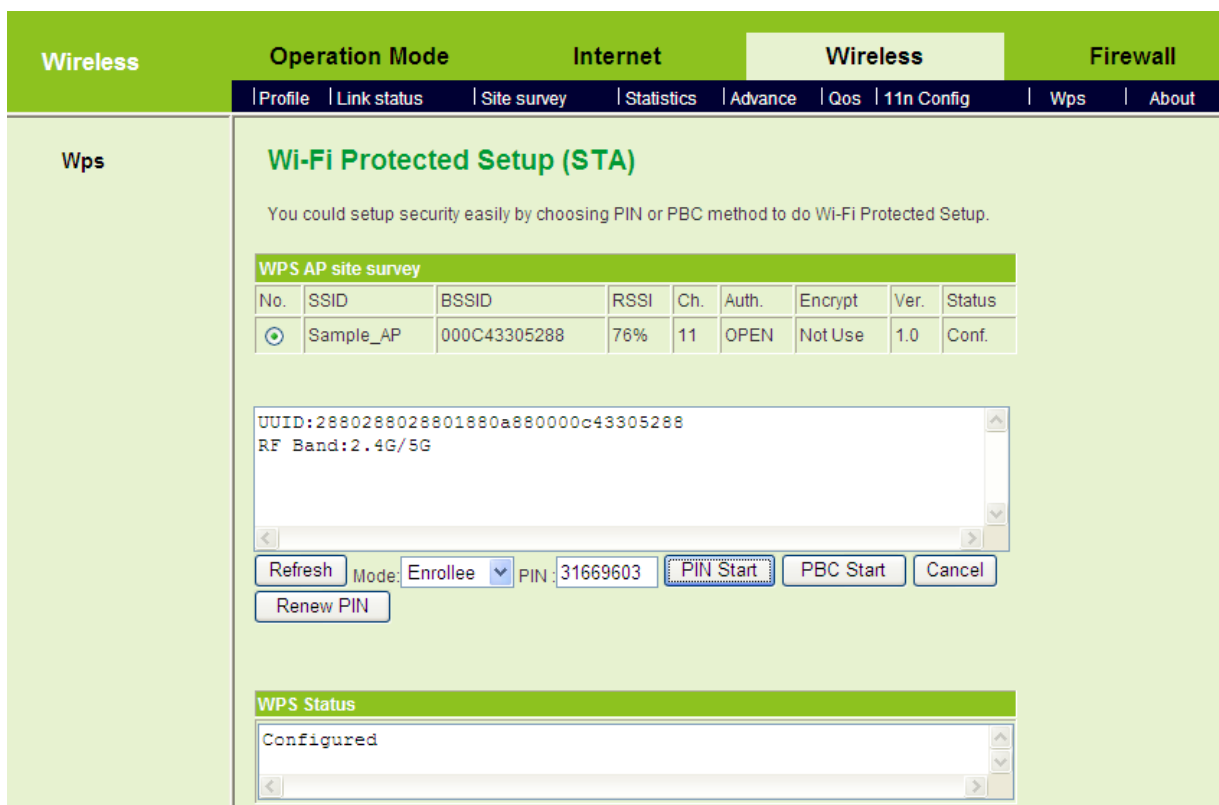 Wireless
Operation Mode Internet Wireless Firewall
Profile Link status Site survey Statistics Advance Qos 11n Config Wps About
Wps
Wi-Fi Protected Setup (STA)
You could setup security easily by choosing PIN or PBC method to do Wi-Fi Protected Setup.
WPS AP site survey
No. SSID BSSID RSSI Ch. Auth. Encrypt Ver. Status
Sample_AP 000C43305288 76% 11 OPEN Not Use 1.0 Conf.
UUID:2880288028801880a880000c43305288
RF Band:2.4G/5G
Refresh Mode: Enrollee PIN : 31669603 PIN Start PBC Start Cancel
Renew PIN
WPS Status
Configured